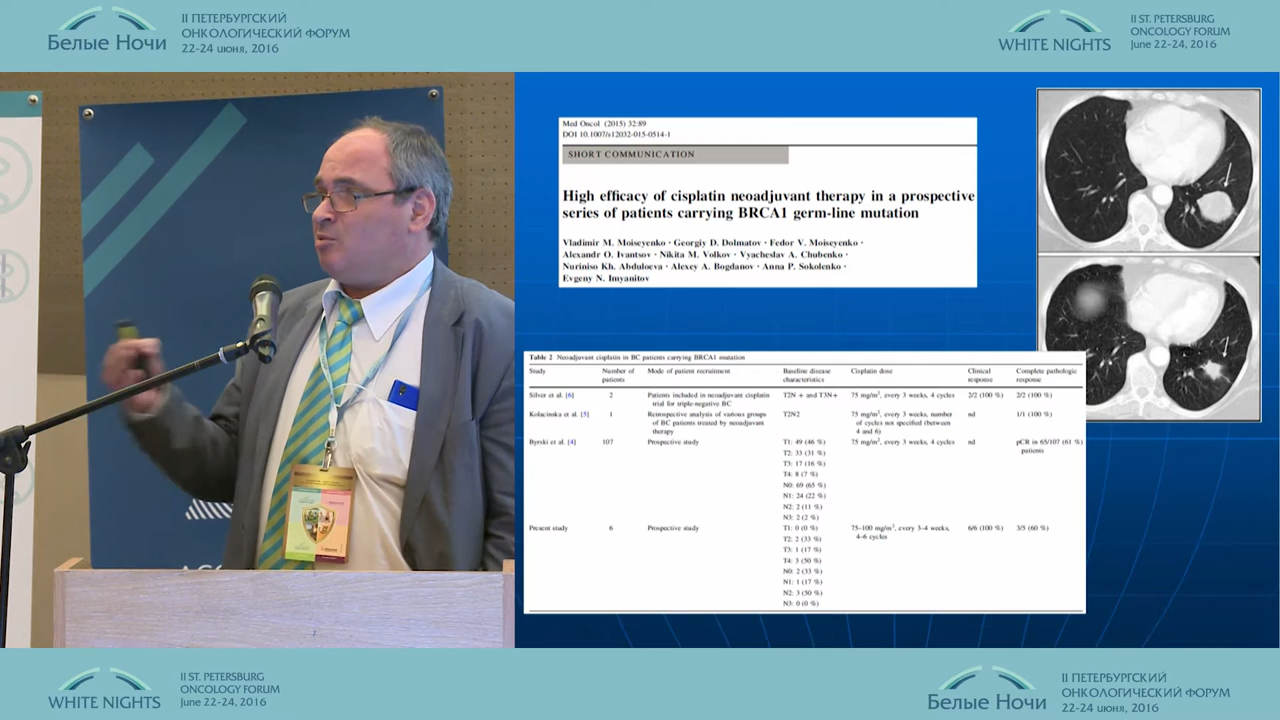 II ПЕТЕРБУРГСКИЙ
ОНКОЛОГИЧЕСКИЙ ФОРУМ
Белые Ночи
22-24 июня, 2016
II ST. PETERSBURG
ONCOLOGY FORUM
WHITE NIGHTS
June 22-24, 2016
Med Oncol (2015) 32:89
DOI 10.1007/s12032-015-0514-1
SHORT COMMUNICATION
High efficacy of cisplatin neoadjuvant therapy in a prospective
series of patients carrying BRCA1 germ-line mutation
Vladimir M. Moiseyenko · Georgiy D. Dolmatov · Fedor V. Moiseyenko ·
Alexandr O. Ivantsov · Nikita M. Volkov · Vyacheslav A. Chubenko ·
Nuriniso Kh. Abduloeva · Alexey A. Bogdanov · Anna P. Sokolenko ·
Evgeny N. Imyanitov
Table 2 Neoadjuvant cisplatin in BC patients carrying BRCA1 mutation
Study Number of patients Mode of patient recruitment Baseline disease characteristics Cisplatin dose Clinical response Complete pathologic response
Silver et al. [6] 2 Patients included in neoadjuvant cisplatin trial for triple-negative BC T2N + and T3N+ 75 mg/m², every 3 weeks, 4 cycles 2/2 (100 %) 2/2 (100 %)
Kolacinska et al. [5] 1 Retrospective analysis of various groups of BC patients treated by neoadjuvant therapy T2N2 75 mg/m², every 3 weeks, number of cycles not specified (between 4 and 6) nd 1/1 (100 %)
Byrski et al. [4] 107 Prospective study T1: 49 (46 %) 75 mg/m², every 3 weeks, 4 cycles nd pCR in 65/107 (61 %) patients
T2: 33 (31 %)
T3: 17 (16 %)
T4: 8 (7 %)
N0: 69 (65 %)
N1: 24 (22 %)
N2: 2 (11 %)
N3: 2 (2 %)
Present study 6 Prospective study T1: 0 (0 %) 75–100 mg/m², every 3–4 weeks, 4–6 cycles 6/6 (100 %) 3/5 (60 %)
T2: 2 (33 %)
T3: 1 (17 %)
T4: 3 (50 %)
N0: 2 (33 %)
N1: 1 (17 %)
N2: 3 (50 %)
N3: 0 (0 %)
WHITE NIGHTS
II ST. PETERSBURG
ONCOLOGY FORUM
June 22-24, 2016
Белые Ночи
II ПЕТЕРБУРГСКИЙ
ОНКОЛОГИЧЕСКИЙ ФОРУМ
22-24 июня, 2016